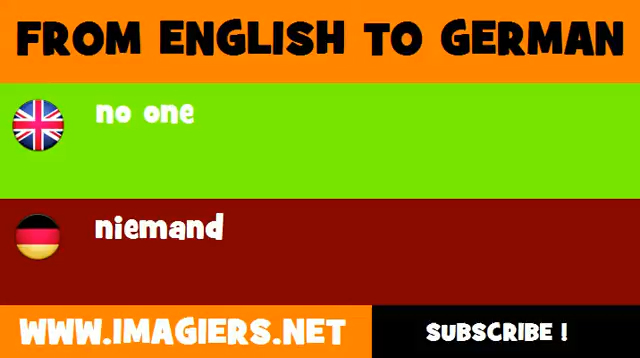 FROM ENGLISH TO GERMAN
no one
niemand
WWW.IMAGIERS.NET
SUBSCRIBE !